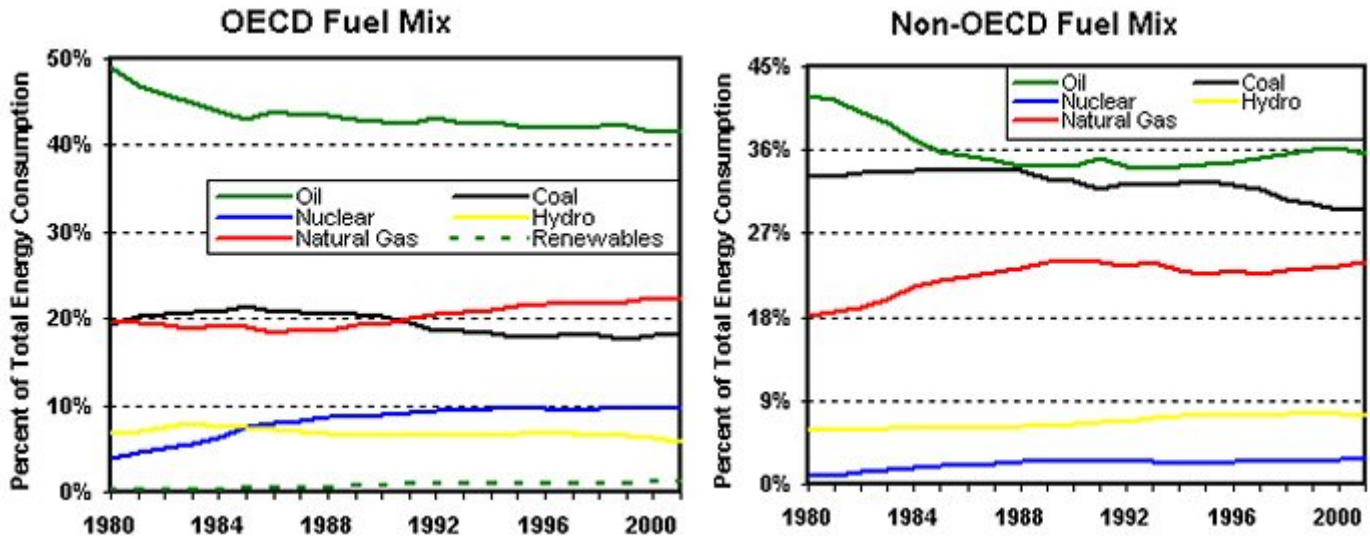 OECD Fuel Mix
Percent of Total Energy Consumption
50%
40%
30%
20%
10%
0%
Oil
Coal
Nuclear
Hydro
Natural Gas
Renewables
1980
1984
1988
1992
1996
2000
Non-OECD Fuel Mix
Percent of Total Energy Consumption
45%
36%
27%
18%
9%
0%
Oil
Coal
Nuclear
Hydro
Natural Gas
1980
1984
1988
1992
1996
2000